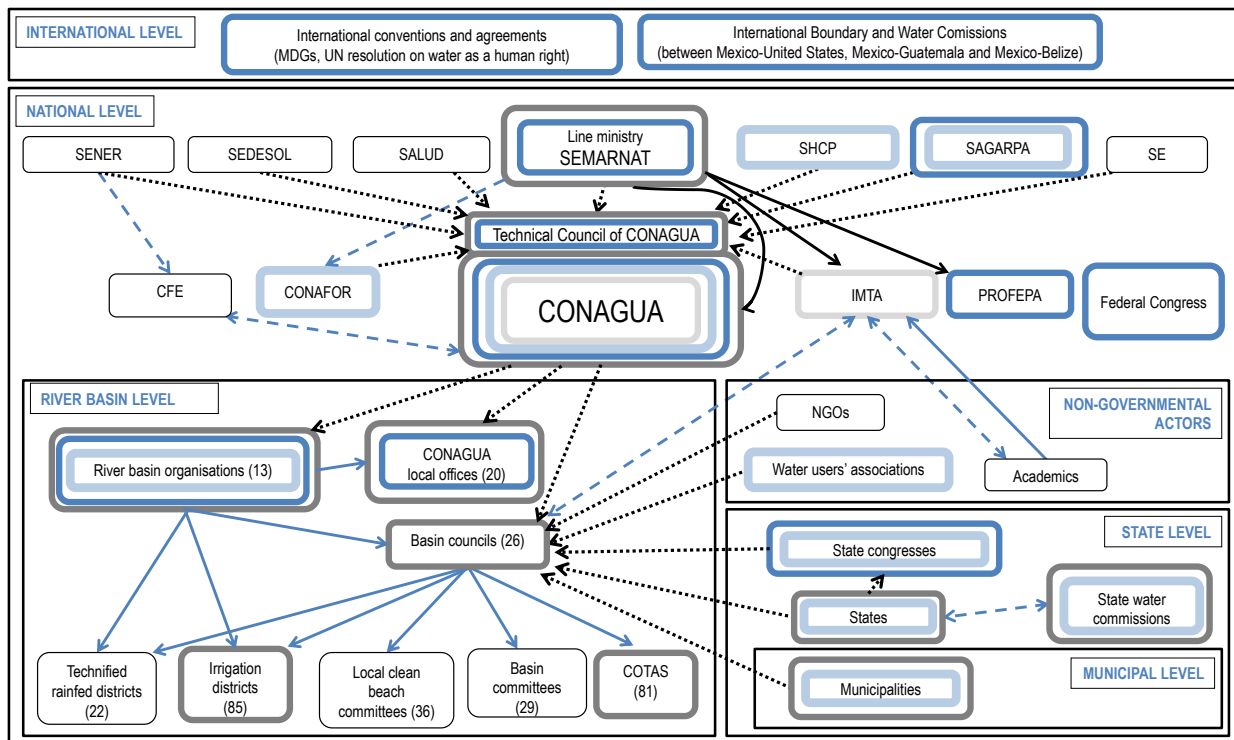 INTERNATIONAL LEVEL
International conventions and agreements
(MDGs, UN resolution on water as a human right)
International Boundary and Water Comissions
(between Mexico-United States, Mexico-Guatemala and Mexico-Belize)
NATIONAL LEVEL
Line ministry
SEMARNAT
SENER
SEDESOL
SALUD
SHCP
SAGARPA
SE
Technical Council of CONAGUA
CFE
CONAFOR
CONAGUA
IMTA
PROFEPA
Federal Congress
RIVER BASIN LEVEL
River basin organisations (13)
CONAGUA
local offices (20)
Basin councils (26)
Technified
rainfed districts
(22)
Irrigation
districts
(85)
Local clean
beach
committees (36)
Basin
committees
(29)
COTAS
(81)
NON-GOVERNMENTAL
ACTORS
NGOs
Water users' associations
Academics
STATE LEVEL
State congresses
States
State water
commissions
MUNICIPAL LEVEL
Municipalities